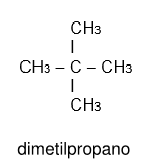 CH₃
CH₃ – C – CH₃
CH₃
dimetilpropano